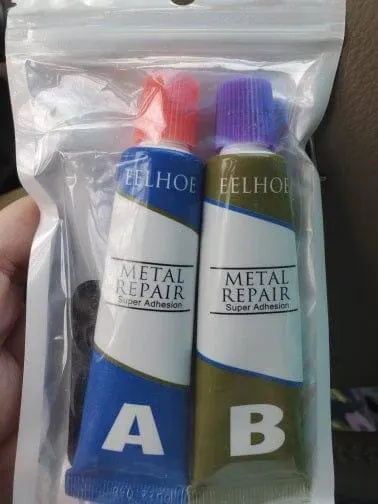 EELHOE
METAL
REPAIR
Super Adhesion
A
EELHOE
METAL
REPAIR
Super Adhesion
B